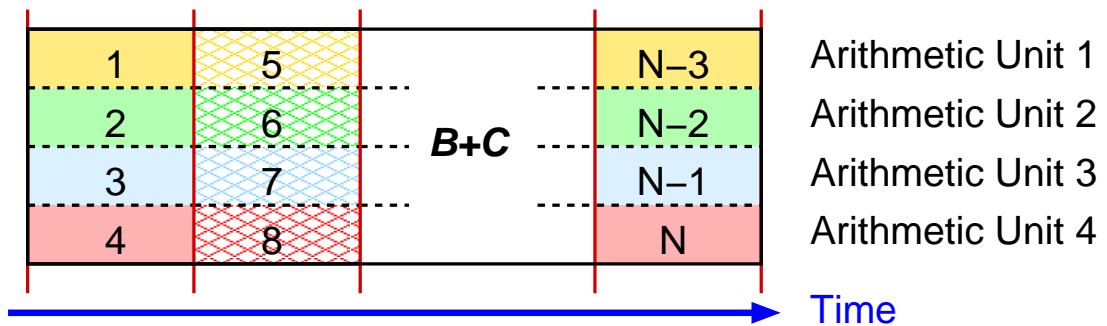 1 5 N−3 Arithmetic Unit 1
2 6 N−2 Arithmetic Unit 2
B+C
3 7 N−1 Arithmetic Unit 3
4 8 N Arithmetic Unit 4
Time